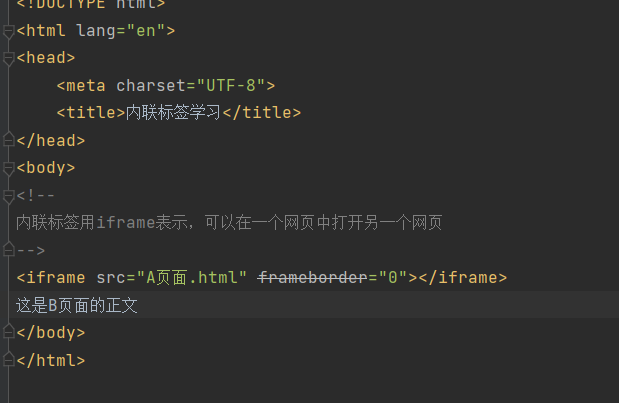 <!DOCTYPE html>
<html lang="en">
<head>
    <meta charset="UTF-8">
    <title>内联标签学习</title>
</head>
<body>
<!--
内联标签用iframe表示，可以在一个网页中打开另一个网页
-->
<iframe src="A页面.html" frameborder="0"></iframe>
这是B页面的正文
</body>
</html>